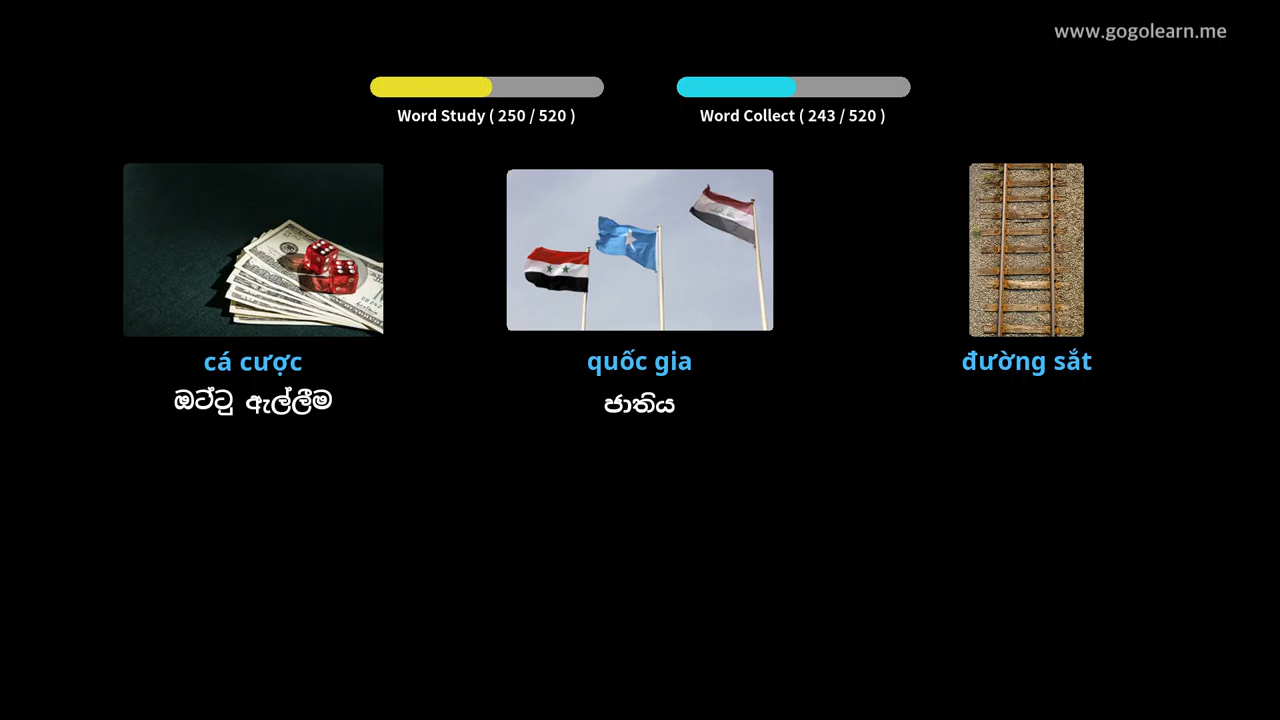 www.gogolearn.me
Word Study ( 250 / 520 )
Word Collect ( 243 / 520 )
cá cược
quốc gia
đường sắt
ඔට්ටු ඇල්ලීම
ජාතිය